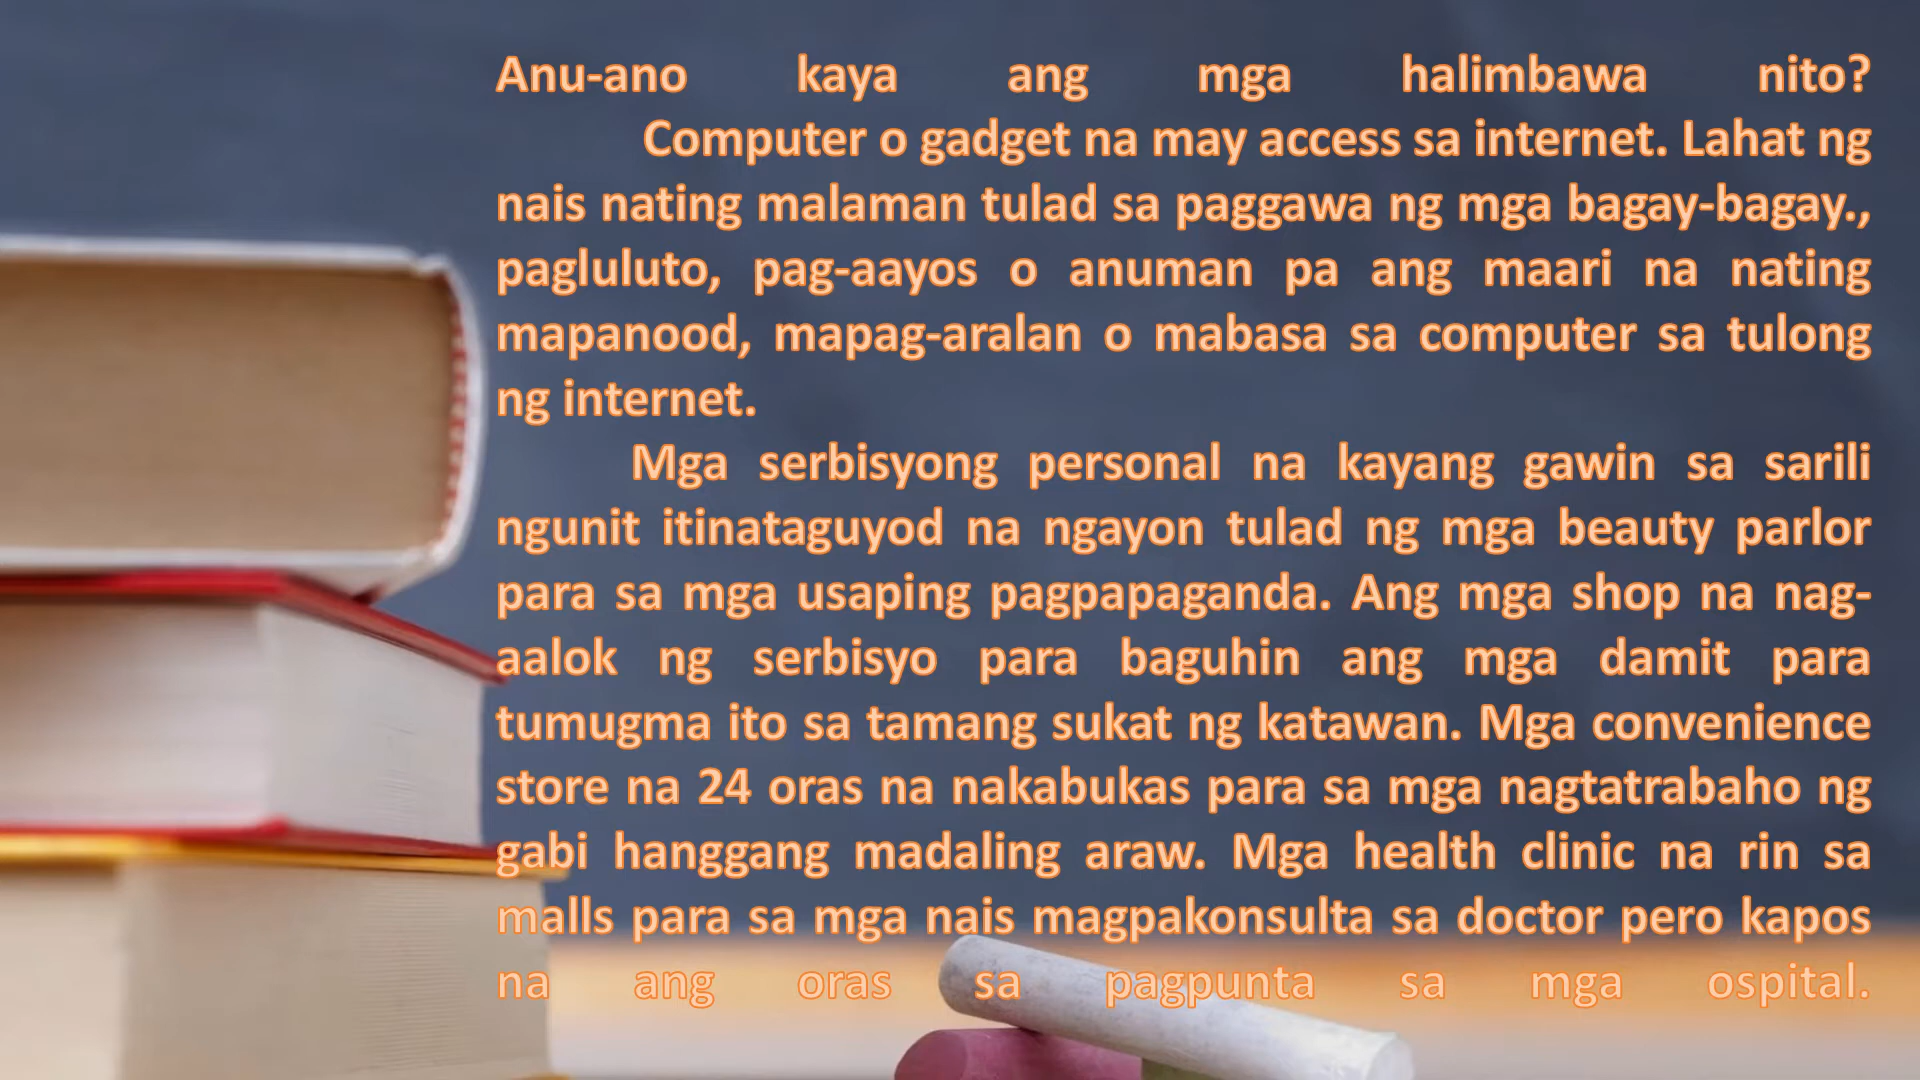 Anu-ano kaya ang mga halimbawa nito?
Computer o gadget na may access sa internet. Lahat ng
nais nating malaman tulad sa paggawa ng mga bagay-bagay.,
pagluluto, pag-aayos o anuman pa ang maari na nating
mapanood, mapag-aralan o mabasa sa computer sa tulong
ng internet.
Mga serbisyong personal na kayang gawin sa sarili
ngunit itinataguyod na ngayon tulad ng mga beauty parlor
para sa mga usaping pagpapaganda. Ang mga shop na nag-
aalok ng serbisyo para baguhin ang mga damit para
tumugma ito sa tamang sukat ng katawan. Mga convenience
store na 24 oras na nakabukas para sa mga nagtatrabaho ng
gabi hanggang madaling araw. Mga health clinic na rin sa
malls para sa mga nais magpakonsulta sa doctor pero kapos
na ang oras sa pagpunta sa mga ospital.